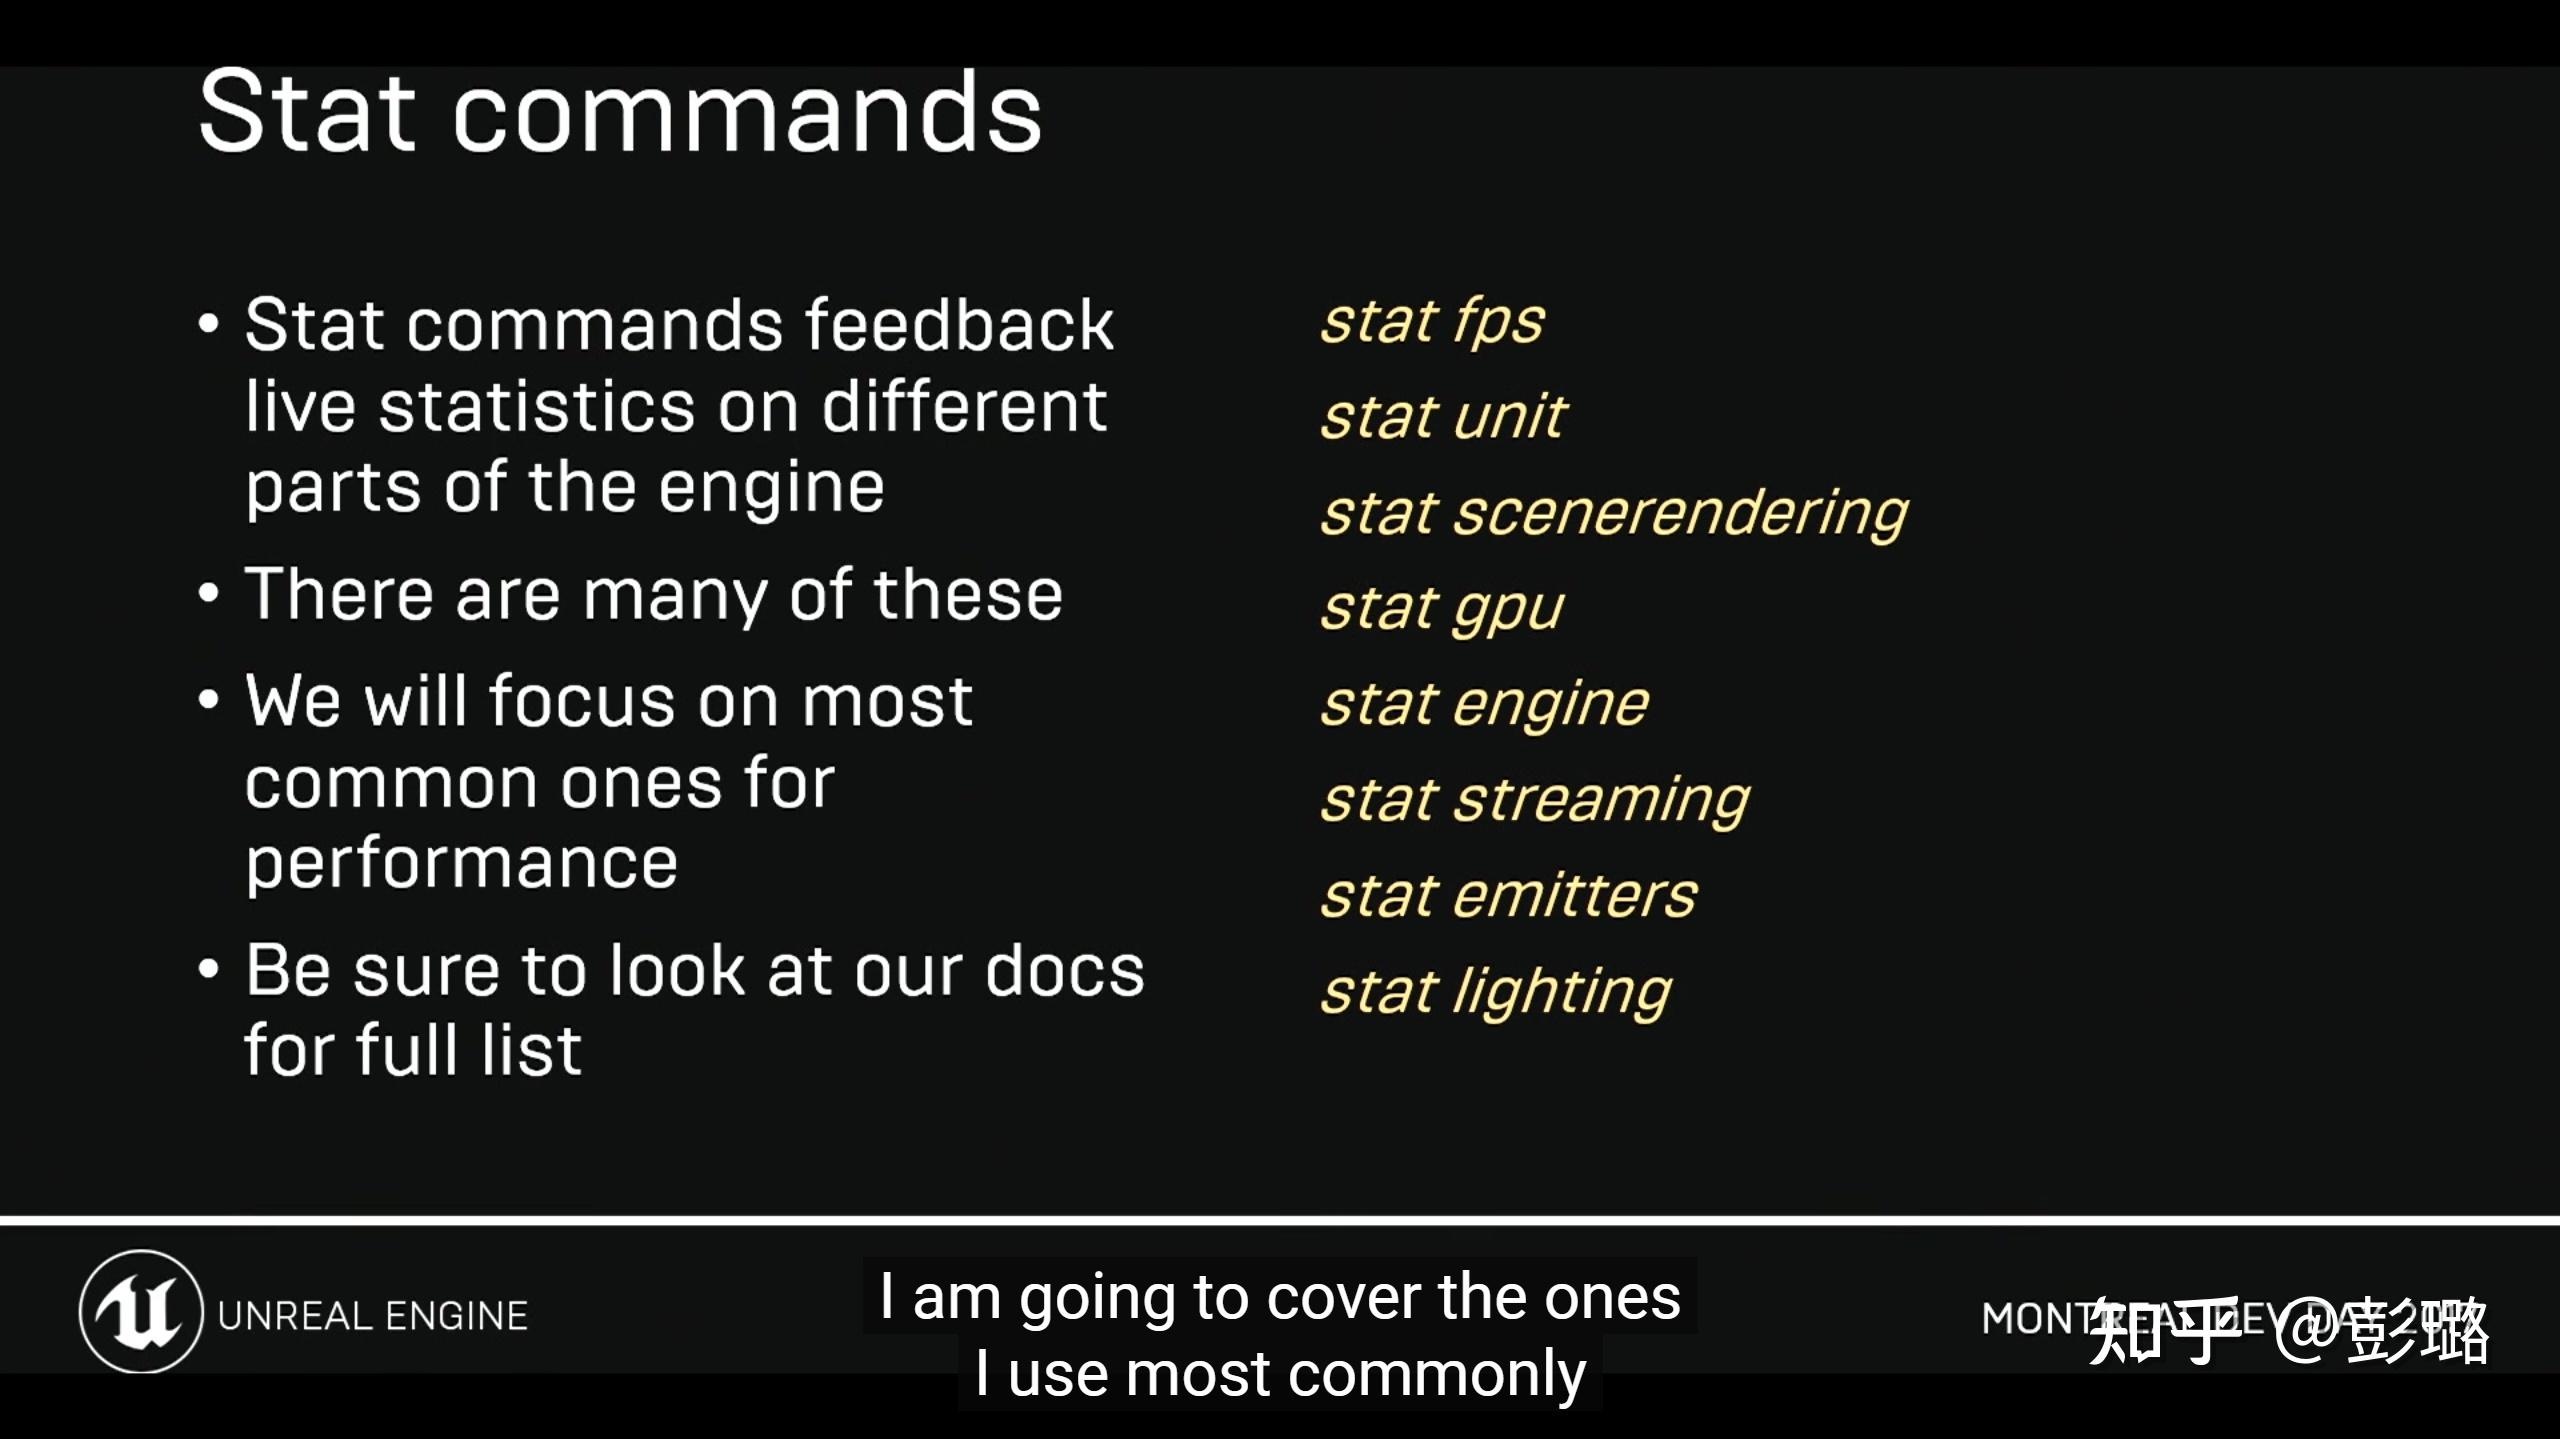 Stat commands
• Stat commands feedback
live statistics on different
parts of the engine
• There are many of these
• We will focus on most
common ones for
performance
• Be sure to look at our docs
for full list
stat fps
stat unit
stat scenerendering
stat gpu
stat engine
stat streaming
stat emitters
stat lighting
UNREAL ENGINE
I am going to cover the ones
I use most commonly
MONTREAL DEV DAY
知乎 @彭璐